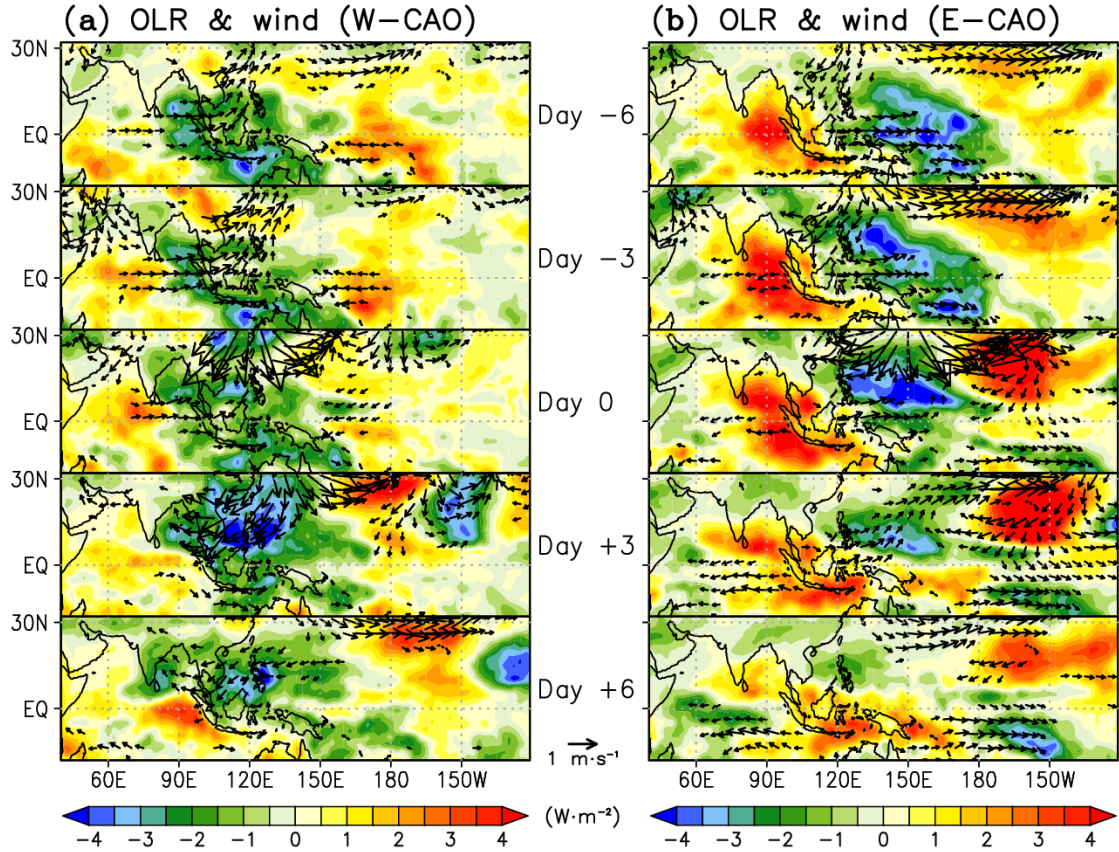 (a) OLR & wind (W-CAO)
(b) OLR & wind (E-CAO)
30N
EQ
Day -6
30N
EQ
Day -3
30N
EQ
Day 0
30N
EQ
Day +3
30N
EQ
Day +6
1 m·s⁻¹
60E 90E 120E 150E 180 150W
60E 90E 120E 150E 180 150W
-4 -3 -2 -1 0 1 2 3 4
(W·m⁻²)
-4 -3 -2 -1 0 1 2 3 4